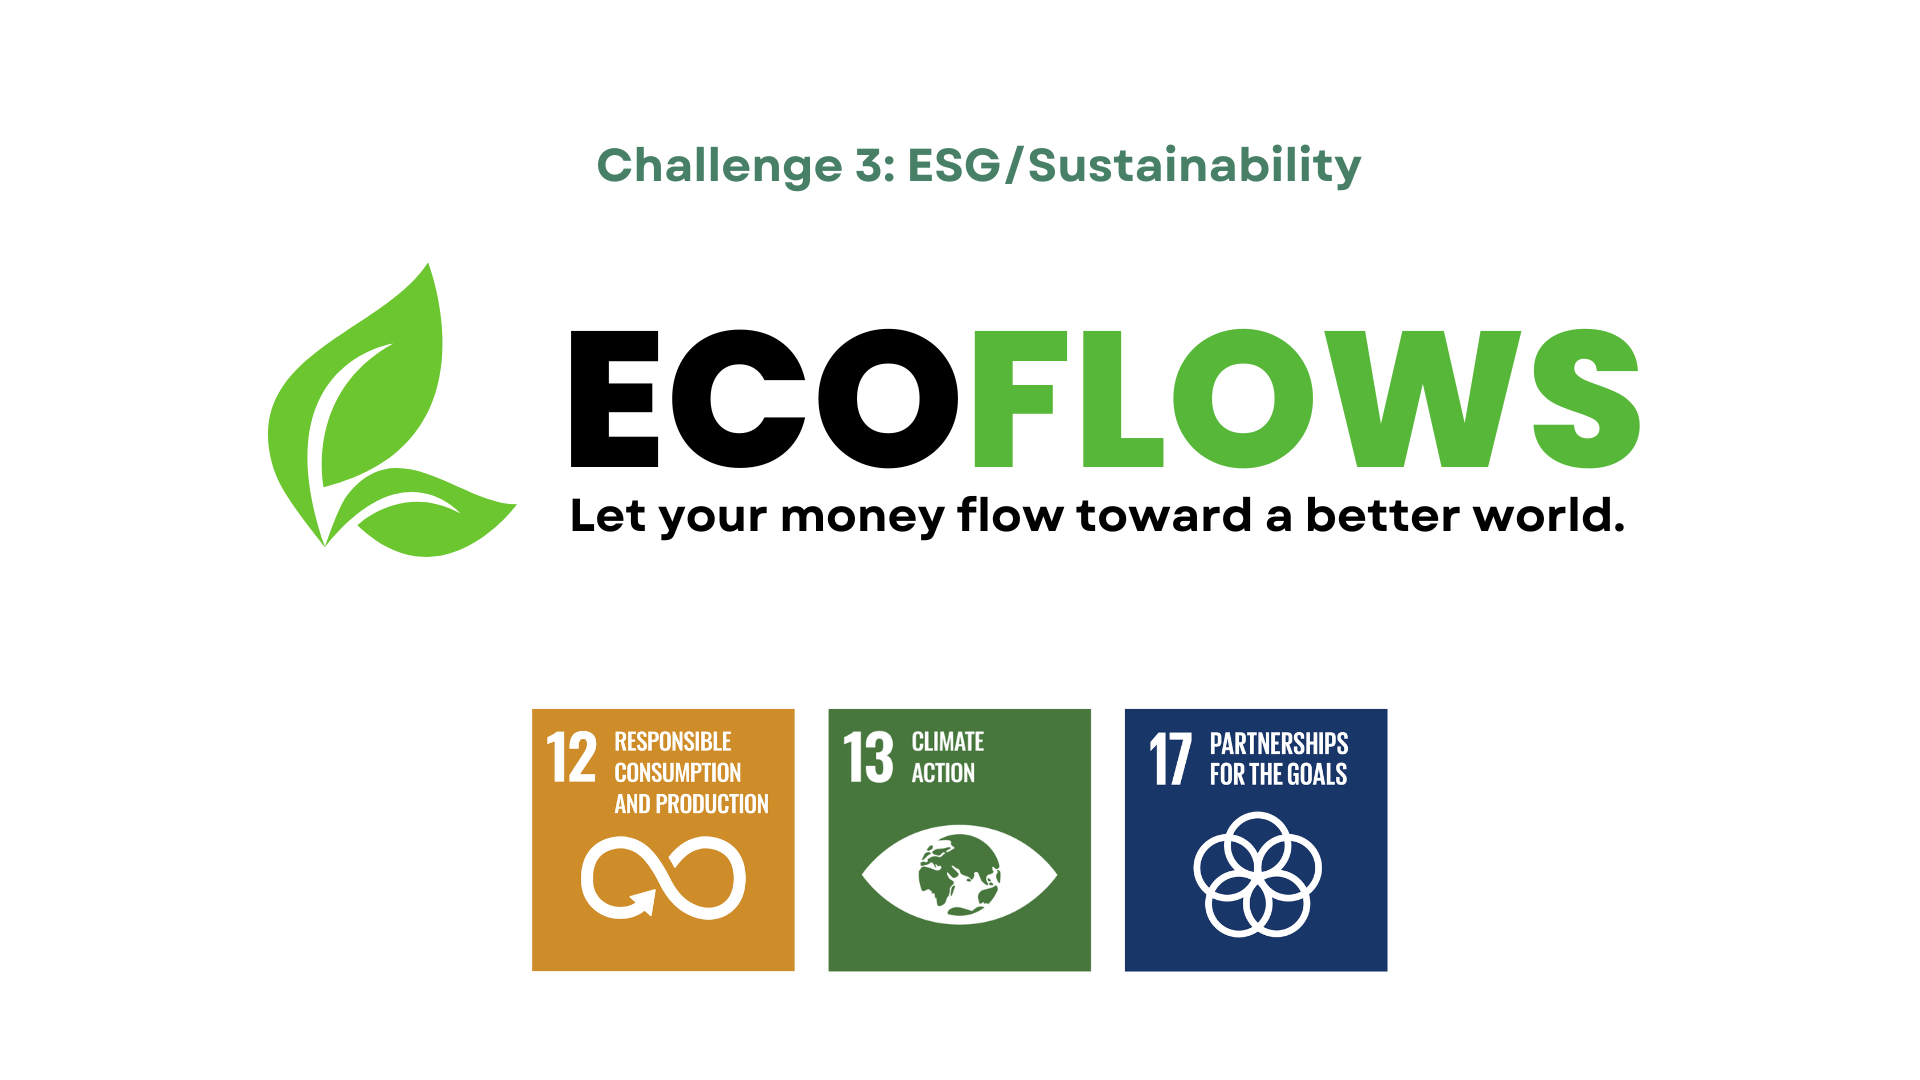 Challenge 3: ESG/Sustainability
ECOFLOWS
Let your money flow toward a better world.
12 RESPONSIBLE
CONSUMPTION
AND PRODUCTION
13 CLIMATE
ACTION
17 PARTNERSHIPS
FOR THE GOALS